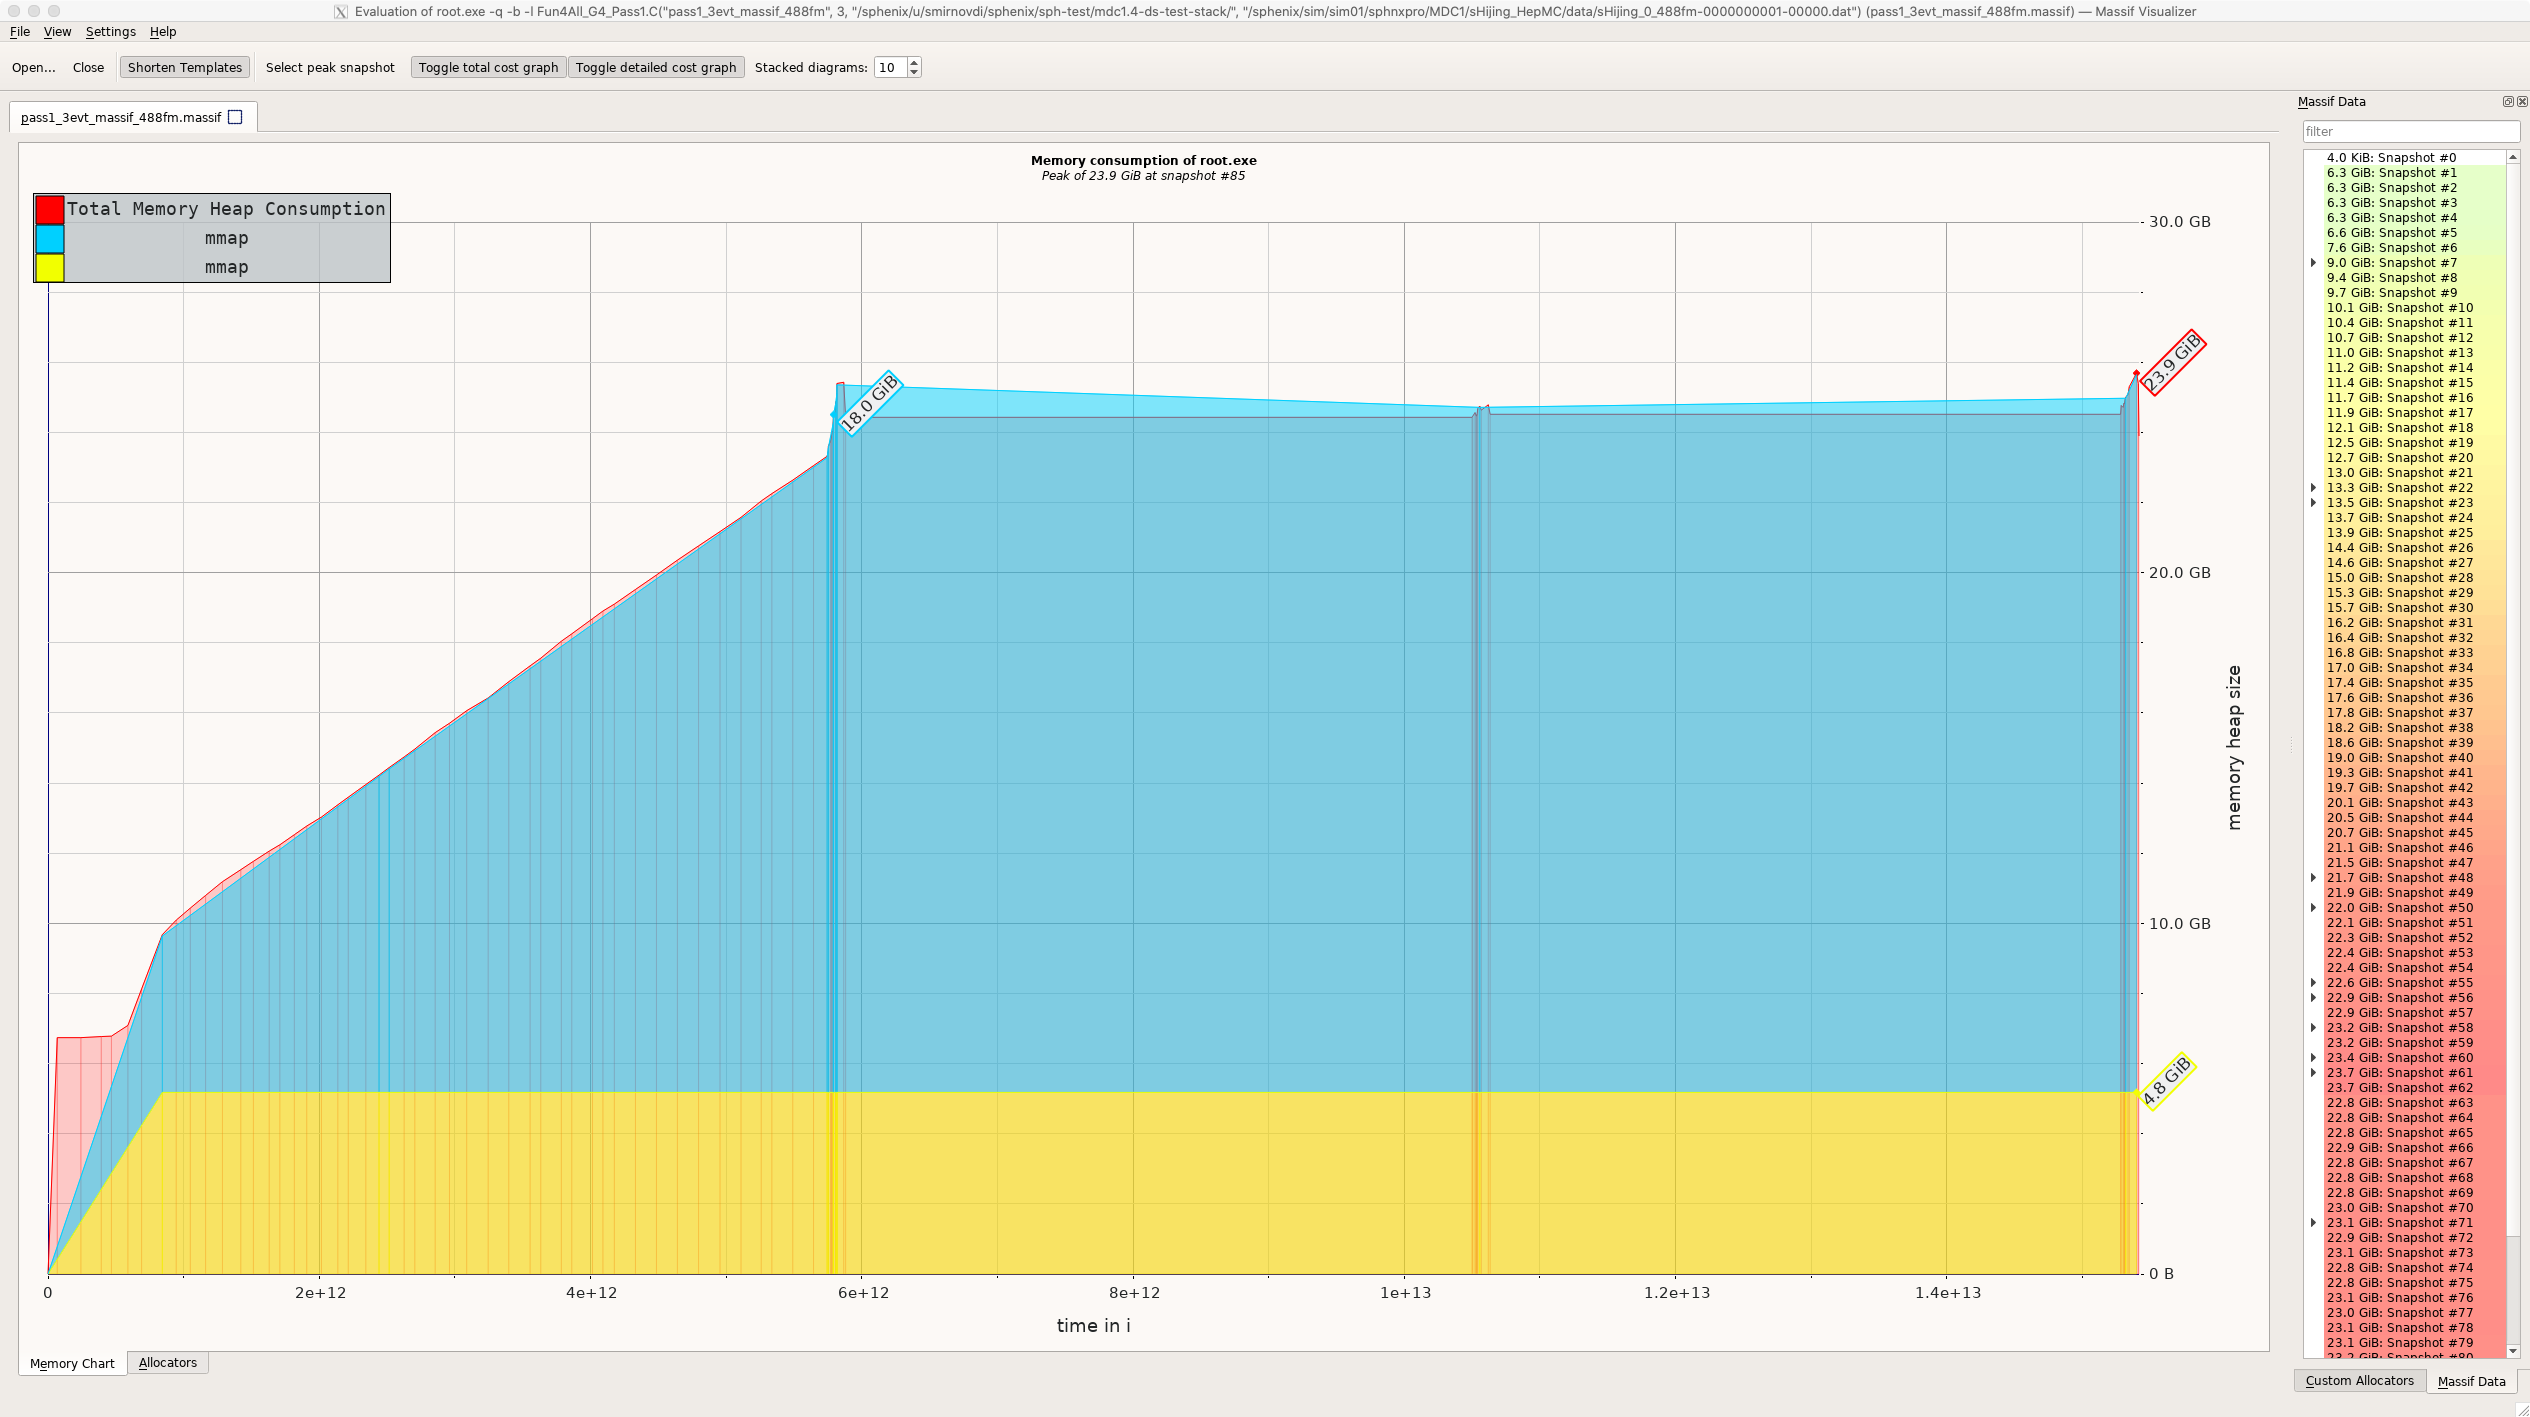 Evaluation of root.exe -q -b -l Fun4All_G4_Pass1.C("pass1_3evt_massif_488fm", 3, "/sphenix/u/smirnovdi/sphenix/sph-test/mdc1.4-ds-test-stack/", "/sphenix/sim/sim01/sphnxpro/MDC1/sHijing_HepMC/data/sHijing_0_488fm-0000000001-00000.dat") (pass1_3evt_massif_488fm.massif) — Massif Visualizer
File View Settings Help
Open... Close Shorten Templates Select peak snapshot Toggle total cost graph Toggle detailed cost graph Stacked diagrams: 10
pass1_3evt_massif_488fm.massif
Memory consumption of root.exe
Peak of 23.9 GiB at snapshot #85
Total Memory Heap Consumption
mmap
mmap
30.0 GB
20.0 GB
10.0 GB
0 B
23.9 GiB
18.0 GiB
4.8 GiB
memory heap size
0 2e+12 4e+12 6e+12 8e+12 1e+13 1.2e+13 1.4e+13
time in i
Memory Chart Allocators
Massif Data
filter
4.0 KiB: Snapshot #0
6.3 GiB: Snapshot #1
6.3 GiB: Snapshot #2
6.3 GiB: Snapshot #3
6.3 GiB: Snapshot #4
6.6 GiB: Snapshot #5
7.6 GiB: Snapshot #6
9.0 GiB: Snapshot #7
9.4 GiB: Snapshot #8
9.7 GiB: Snapshot #9
10.1 GiB: Snapshot #10
10.4 GiB: Snapshot #11
10.7 GiB: Snapshot #12
11.0 GiB: Snapshot #13
11.2 GiB: Snapshot #14
11.4 GiB: Snapshot #15
11.7 GiB: Snapshot #16
11.9 GiB: Snapshot #17
12.1 GiB: Snapshot #18
12.5 GiB: Snapshot #19
12.7 GiB: Snapshot #20
13.0 GiB: Snapshot #21
13.3 GiB: Snapshot #22
13.5 GiB: Snapshot #23
13.7 GiB: Snapshot #24
13.9 GiB: Snapshot #25
14.4 GiB: Snapshot #26
14.6 GiB: Snapshot #27
15.0 GiB: Snapshot #28
15.3 GiB: Snapshot #29
15.7 GiB: Snapshot #30
16.2 GiB: Snapshot #31
16.4 GiB: Snapshot #32
16.8 GiB: Snapshot #33
17.0 GiB: Snapshot #34
17.4 GiB: Snapshot #35
17.6 GiB: Snapshot #36
17.8 GiB: Snapshot #37
18.2 GiB: Snapshot #38
18.6 GiB: Snapshot #39
19.0 GiB: Snapshot #40
19.3 GiB: Snapshot #41
19.7 GiB: Snapshot #42
20.1 GiB: Snapshot #43
20.5 GiB: Snapshot #44
20.7 GiB: Snapshot #45
21.1 GiB: Snapshot #46
21.5 GiB: Snapshot #47
21.7 GiB: Snapshot #48
21.9 GiB: Snapshot #49
22.0 GiB: Snapshot #50
22.1 GiB: Snapshot #51
22.3 GiB: Snapshot #52
22.4 GiB: Snapshot #53
22.4 GiB: Snapshot #54
22.6 GiB: Snapshot #55
22.9 GiB: Snapshot #56
22.9 GiB: Snapshot #57
23.2 GiB: Snapshot #58
23.2 GiB: Snapshot #59
23.4 GiB: Snapshot #60
23.7 GiB: Snapshot #61
23.7 GiB: Snapshot #62
22.8 GiB: Snapshot #63
22.8 GiB: Snapshot #64
22.8 GiB: Snapshot #65
22.9 GiB: Snapshot #66
22.8 GiB: Snapshot #67
22.8 GiB: Snapshot #68
22.8 GiB: Snapshot #69
23.0 GiB: Snapshot #70
23.1 GiB: Snapshot #71
22.9 GiB: Snapshot #72
23.1 GiB: Snapshot #73
22.8 GiB: Snapshot #74
22.8 GiB: Snapshot #75
23.1 GiB: Snapshot #76
23.0 GiB: Snapshot #77
23.1 GiB: Snapshot #78
23.1 GiB: Snapshot #79
23.2 GiB: Snapshot #80
Custom Allocators Massif Data